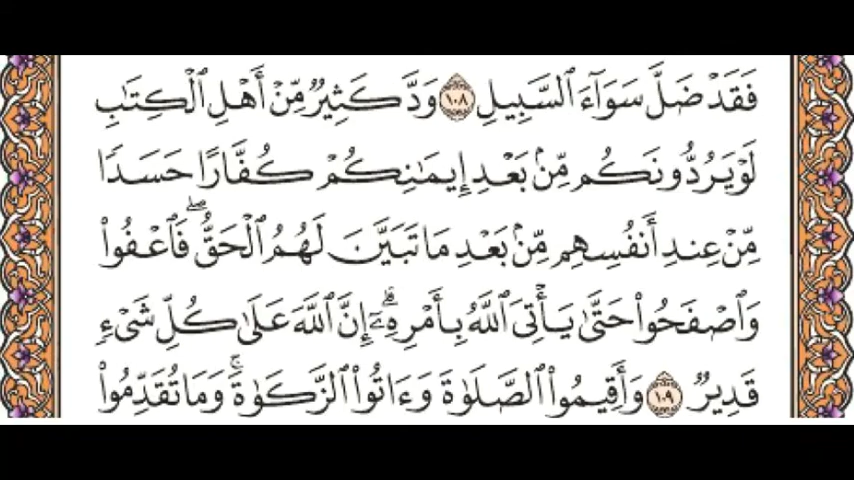 فَقَدْ ضَلَّ سَوَآءَ ٱلسَّبِيلِ ١٠٨ وَدَّ كَثِيرٌ مِّنْ أَهْلِ ٱلْكِتَٰبِ
لَوْ يَرُدُّونَكُم مِّنۢ بَعْدِ إِيمَٰنِكُمْ كُفَّارًا حَسَدًا
مِّنْ عِندِ أَنفُسِهِم مِّنۢ بَعْدِ مَا تَبَيَّنَ لَهُمُ ٱلْحَقُّ ۖ فَٱعْفُوا۟
وَٱصْفَحُوا۟ حَتَّىٰ يَأْتِىَ ٱللَّهُ بِأَمْرِهِۦٓ ۗ إِنَّ ٱللَّهَ عَلَىٰ كُلِّ شَىْءٍ
قَدِيرٌ ١٠٩ وَأَقِيمُوا۟ ٱلصَّلَوٰةَ وَءَاتُوا۟ ٱلزَّكَوٰةَ ۚ وَمَا تُقَدِّمُوا۟